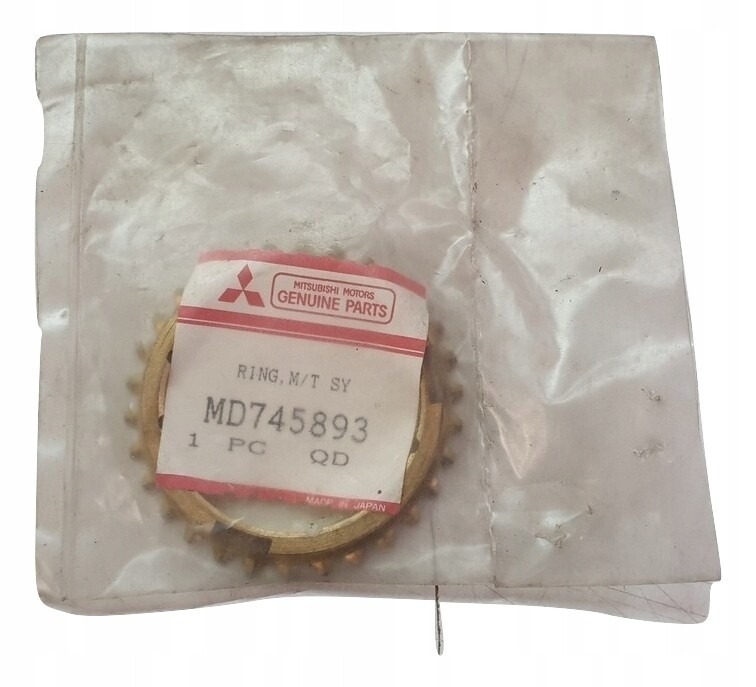 MITSUBISHI MOTORS
GENUINE PARTS
RING,M/T SY
MD745893
1 PC QD
MADE IN JAPAN